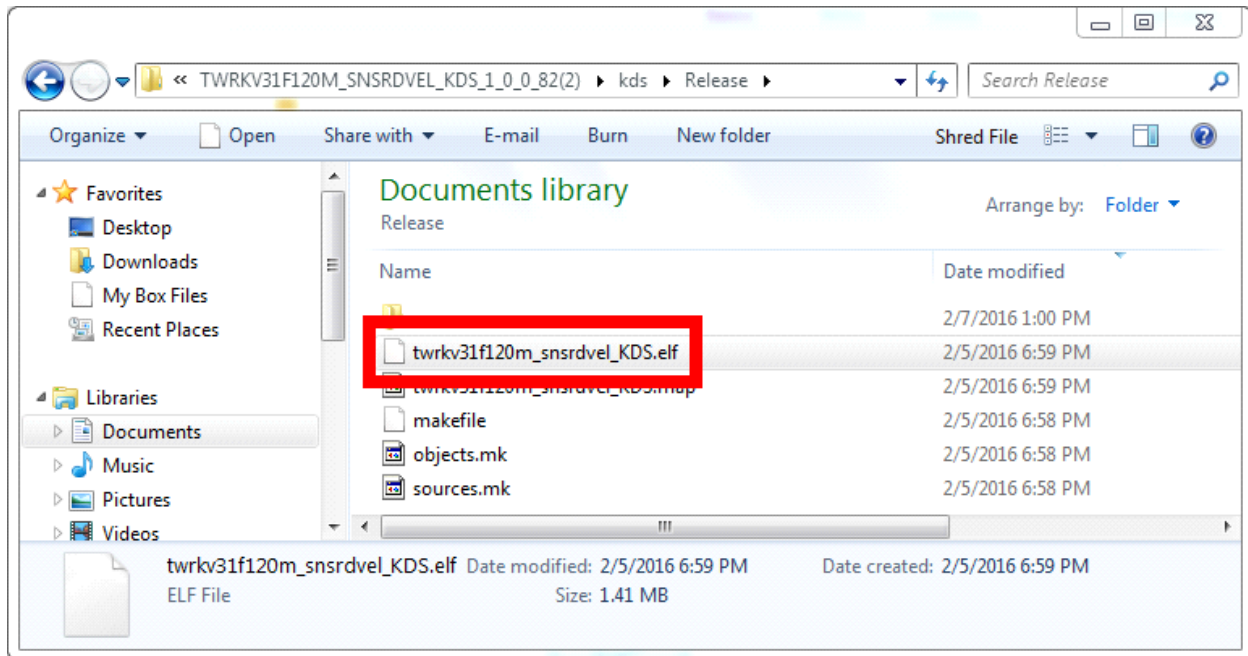 « TWRKV31F120M_SNSRDVEL_KDS_1_0_0_82(2) ▸ kds ▸ Release ▸ Search Release
Organize Open Share with E-mail Burn New folder Shred File
Favorites
Desktop
Downloads
My Box Files
Recent Places
Libraries
Documents
Music
Pictures
Videos
Documents library
Release
Arrange by: Folder
Name Date modified
2/7/2016 1:00 PM
twrkv31f120m_snsrdvel_KDS.elf 2/5/2016 6:59 PM
twrkv31f120m_snsrdvel_KDS.map 2/5/2016 6:59 PM
makefile 2/5/2016 6:58 PM
objects.mk 2/5/2016 6:58 PM
sources.mk 2/5/2016 6:58 PM
twrkv31f120m_snsrdvel_KDS.elf Date modified: 2/5/2016 6:59 PM Date created: 2/5/2016 6:59 PM
ELF File Size: 1.41 MB